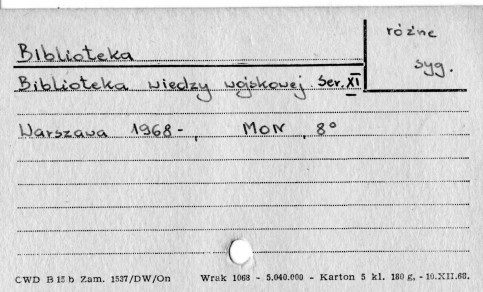 różne
syg.
Biblioteka
Biblioteka wiedzy wojskowej. Ser. XI
Warszawa 1968-, MON, 8°
CWD B 15 b Zam. 1537/DW/On Wrak 1068 - 5.040.000 - Karton 5 kl. 180 g, - 10.XII.68.